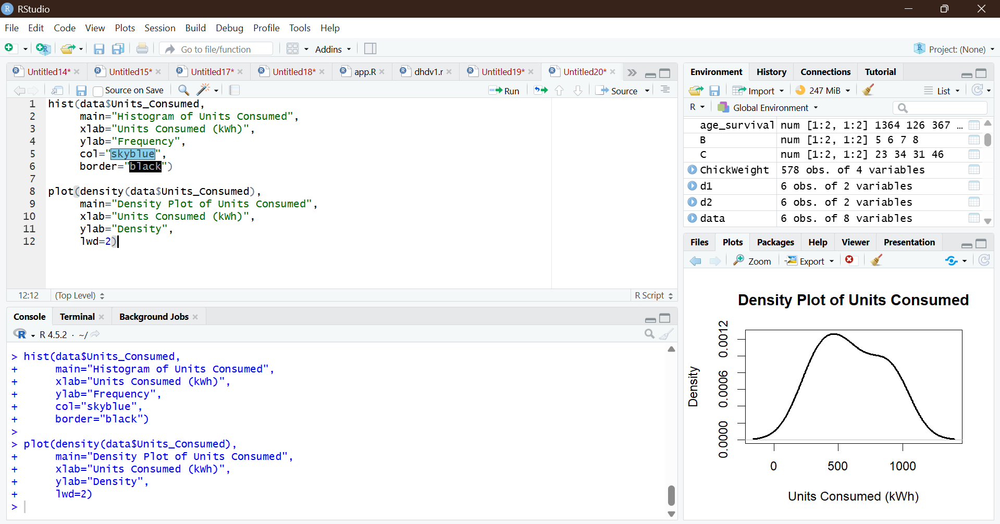 RStudio
File Edit Code View Plots Session Build Debug Profile Tools Help
Go to file/function Addins Project: (None)
Untitled14* Untitled15* Untitled17* Untitled18* app.R dhdv1.r Untitled19* Untitled20*
Source on Save Run Source
1 hist(data$Units_Consumed,
2 main="Histogram of Units Consumed",
3 xlab="Units Consumed (kWh)",
4 ylab="Frequency",
5 col="skyblue",
6 border="black")
7
8 plot(density(data$Units_Consumed),
9 main="Density Plot of Units Consumed",
10 xlab="Units Consumed (kWh)",
11 ylab="Density",
12 lwd=2)
12:12 (Top Level) R Script
Console Terminal Background Jobs
R R 4.5.2 · ~/
> hist(data$Units_Consumed,
+ main="Histogram of Units Consumed",
+ xlab="Units Consumed (kWh)",
+ ylab="Frequency",
+ col="skyblue",
+ border="black")
>
> plot(density(data$Units_Consumed),
+ main="Density Plot of Units Consumed",
+ xlab="Units Consumed (kWh)",
+ ylab="Density",
+ lwd=2)
>
Environment History Connections Tutorial
Import 247 MiB List
R Global Environment
age_survival num [1:2, 1:2] 1364 126 367 …
B num [1:2, 1:2] 5 6 7 8
C num [1:2, 1:2] 23 34 31 46
ChickWeight 578 obs. of 4 variables
d1 6 obs. of 2 variables
d2 6 obs. of 2 variables
data 6 obs. of 8 variables
Files Plots Packages Help Viewer Presentation
Zoom Export
Density Plot of Units Consumed
Density
0.0012
0.0006
0.0000
0 500 1000
Units Consumed (kWh)